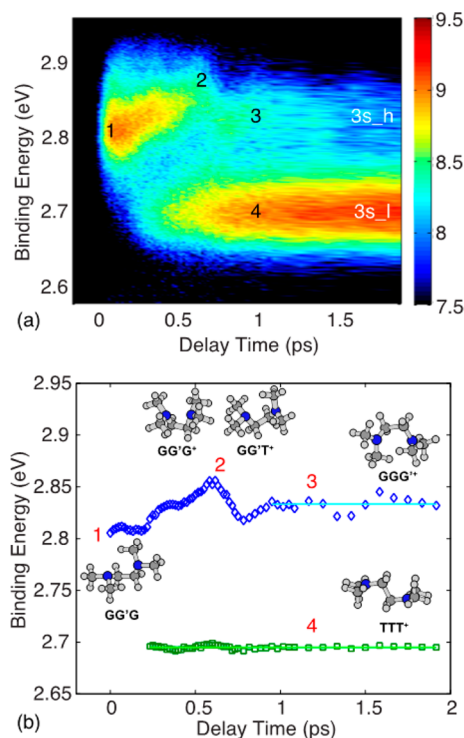 9.5
9
8.5
8
7.5
2.9
2.8
2.7
2.6
Binding Energy (eV)
1
2
3
4
3s_h
3s_l
0
0.5
1
1.5
Delay Time (ps)
(a)
2.95
2.9
2.85
2.8
2.75
2.7
2.65
Binding Energy (eV)
GG'G⁺
GG'T⁺
GGG'⁺
2
3
1
GG'G
TTT⁺
4
0
0.5
1
1.5
2
Delay Time (ps)
(b)